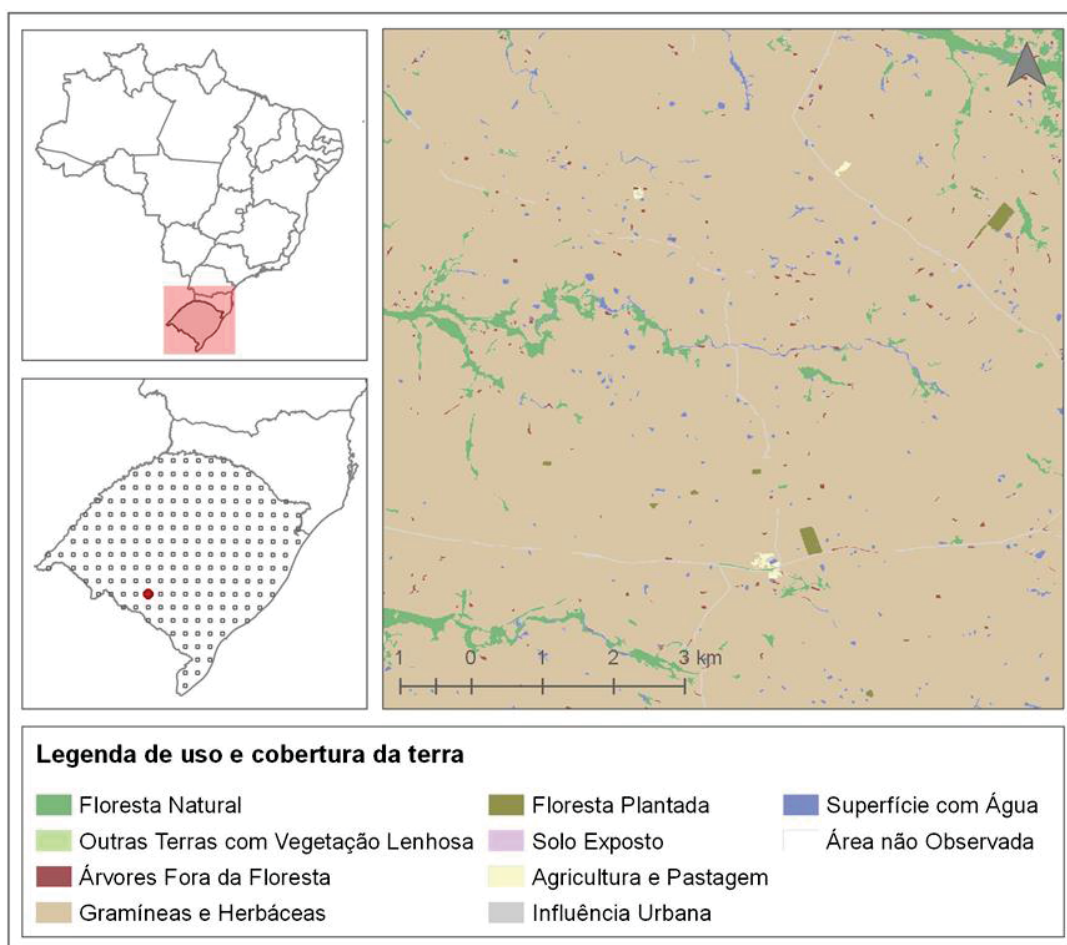 1 0 1 2 3 km
Legenda de uso e cobertura da terra
Floresta Natural
Outras Terras com Vegetação Lenhosa
Árvores Fora da Floresta
Gramíneas e Herbáceas
Floresta Plantada
Solo Exposto
Agricultura e Pastagem
Influência Urbana
Superfície com Água
Área não Observada